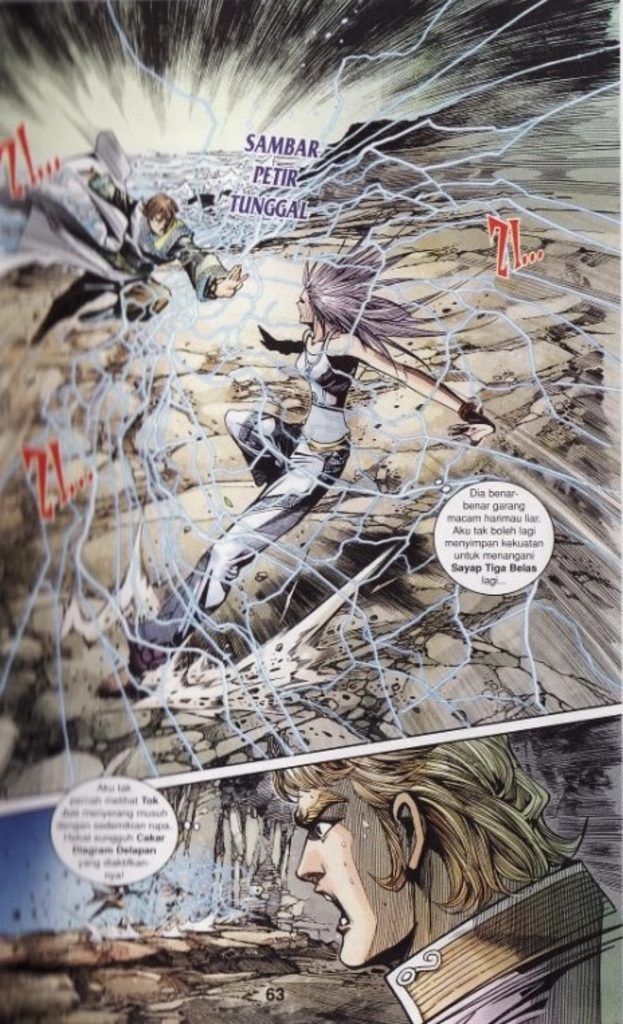 SAMBAR
PETIR
TUNGGAL
ZI...
ZI...
ZI...
Dia benar-
benar garang
macam harimau liar.
Aku tak boleh lagi
menyimpan kekuatan
untuk menangani
Sayap Tiga Belas
lagi...
Aku tak
pernah melihat Tok
menyerang musuh
dengan sedemikian rupa.
Hebat sungguh Cakar
Diagram Delapan
yang diaktifkan-
nya!
63